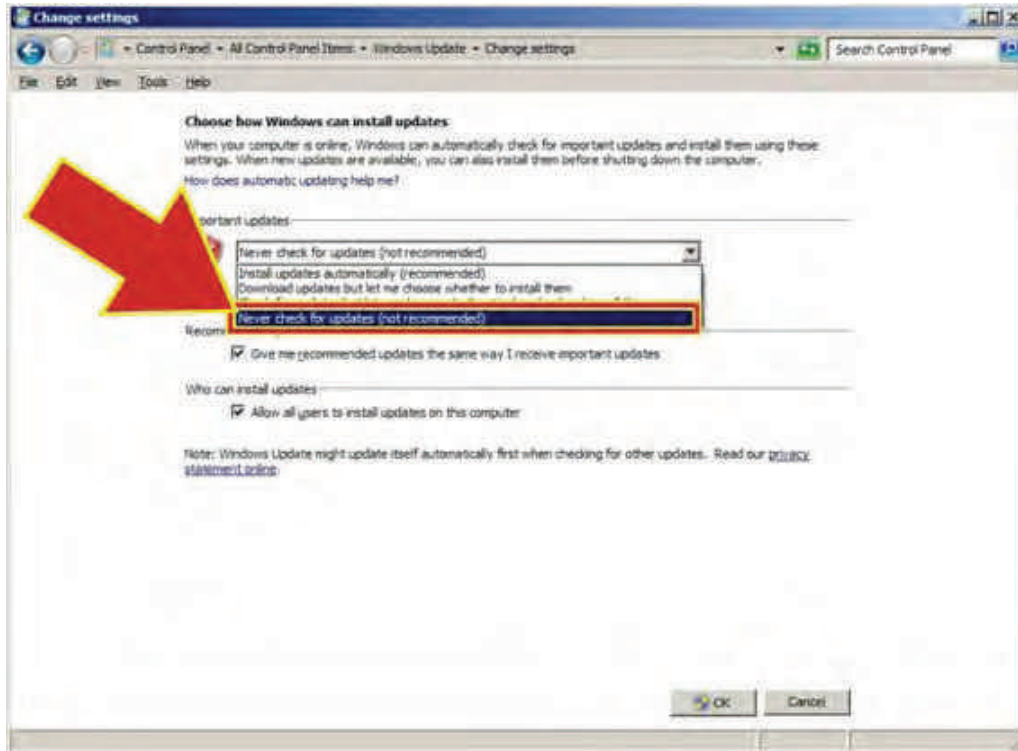 Change settings
Control Panel • All Control Panel Items • Windows Update • Change settings
Search Control Panel
File Edit View Tools Help
Choose how Windows can install updates
When your computer is online, Windows can automatically check for important updates and install them using these
settings. When new updates are available, you can also install them before shutting down the computer.
How does automatic updating help me?
portant updates
Never check for updates (not recommended)
Install updates automatically (recommended)
Download updates but let me choose whether to install them
Never check for updates (not recommended)
Recom
Give me recommended updates the same way I receive important updates
Who can install updates
Allow all users to install updates on this computer
Note: Windows Update might update itself automatically first when checking for other updates. Read our privacy
statement online.
OK Cancel